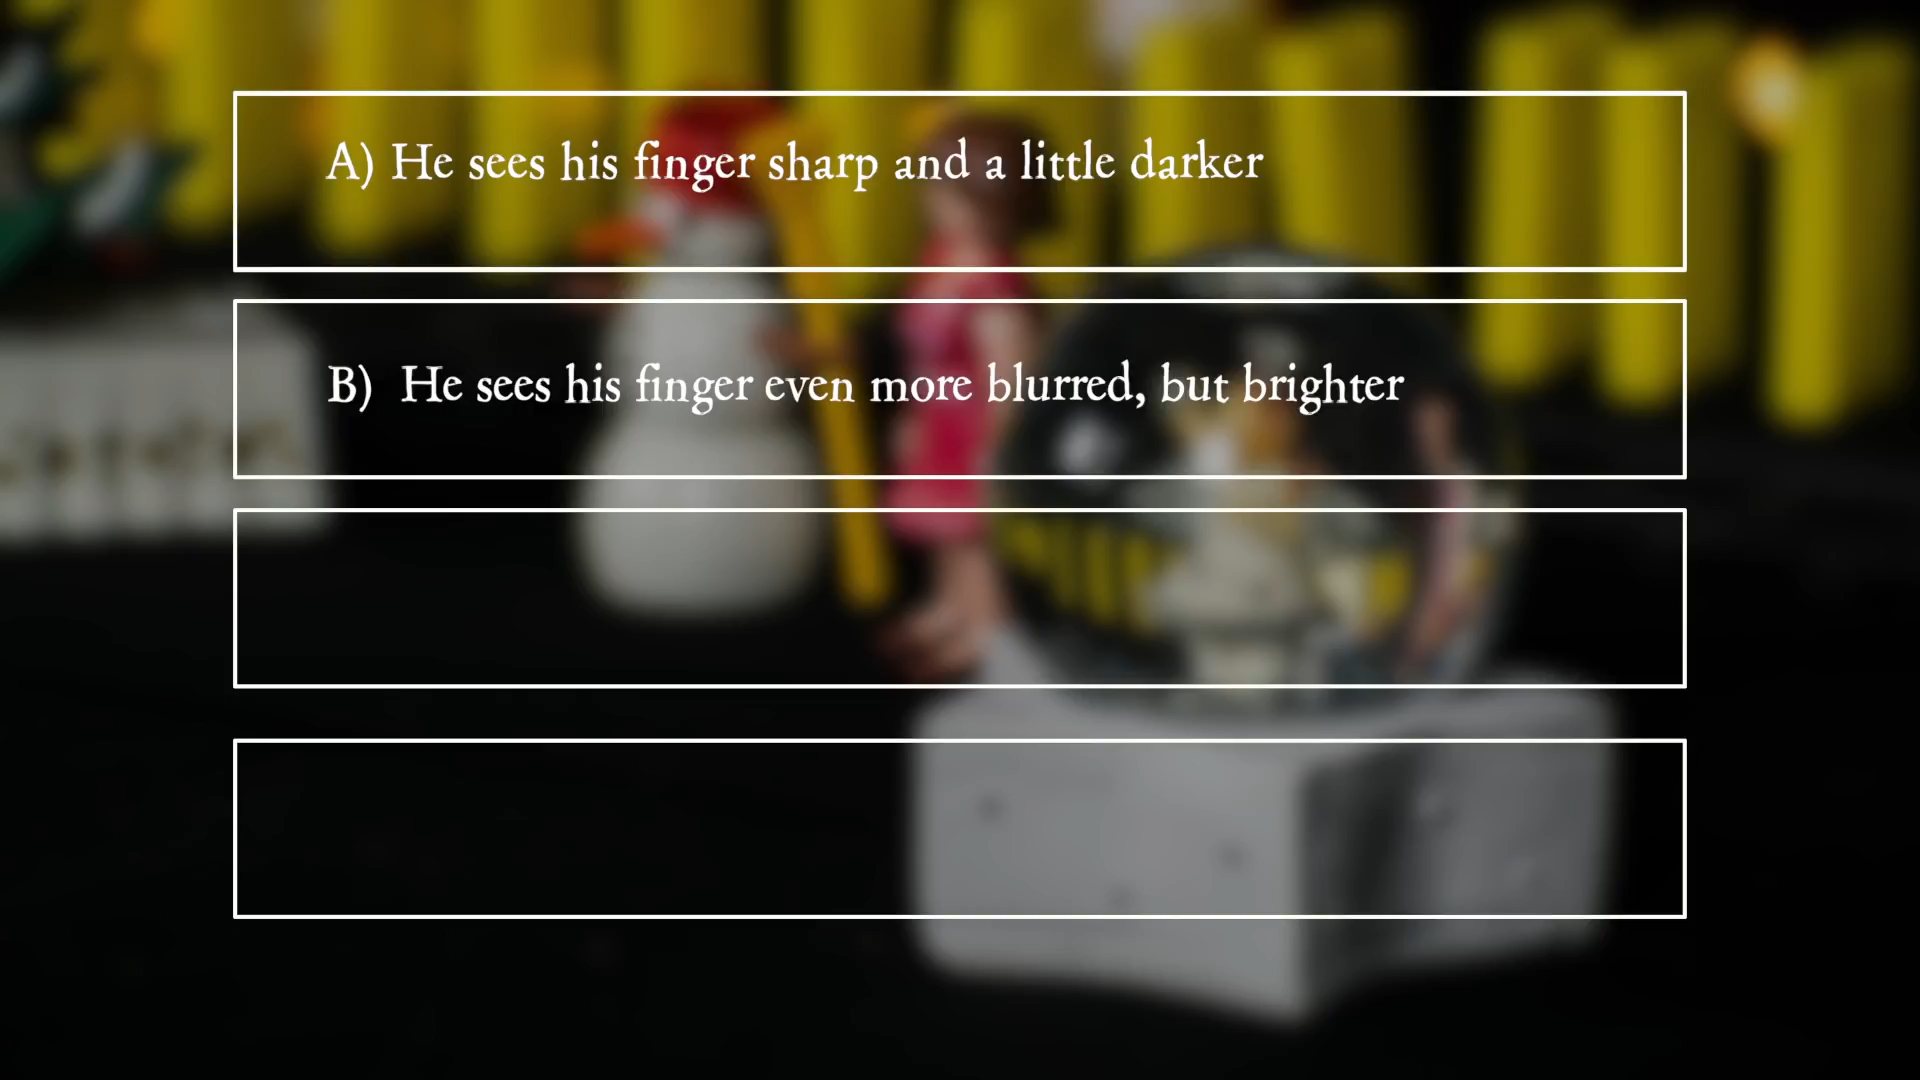 A) He sees his finger sharp and a little darker
B) He sees his finger even more blurred, but brighter